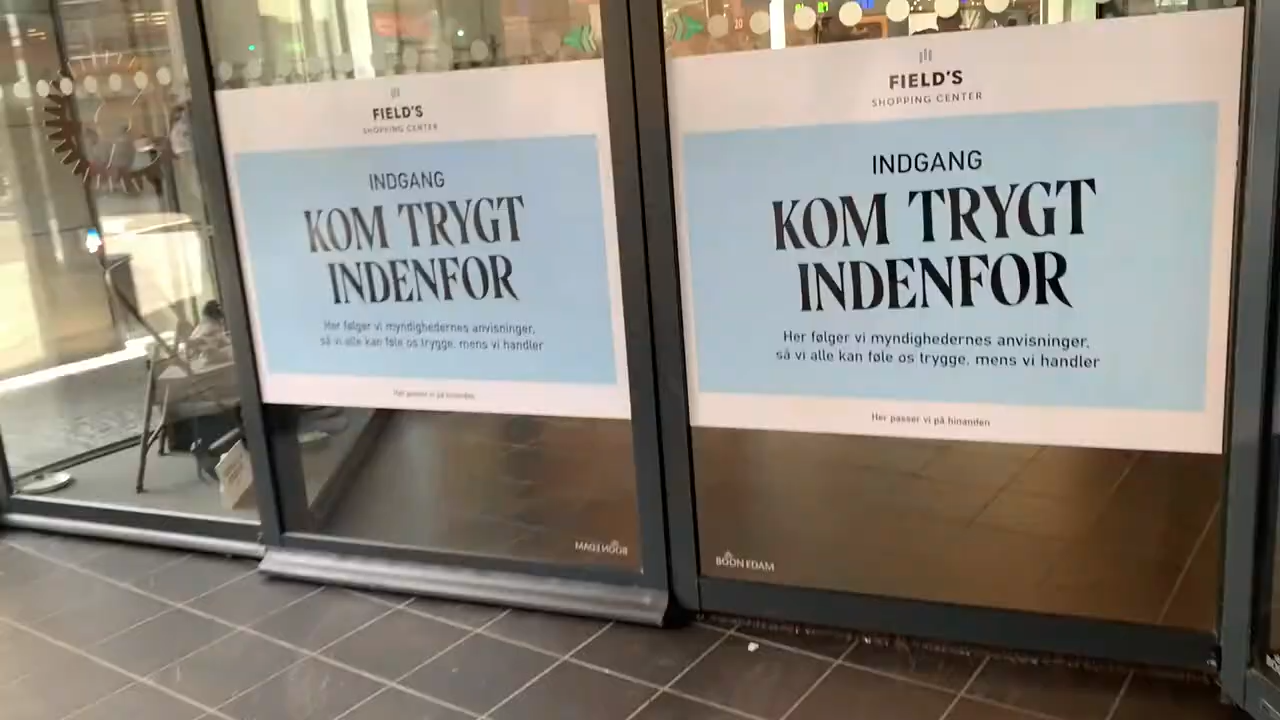 FIELD'S
SHOPPING CENTER
INDGANG
KOM TRYGT
INDENFOR
Her følger vi myndighedernes anvisninger,
så vi alle kan føle os trygge, mens vi handler
Her passer vi på hinanden
BOON EDAM
FIELD'S
SHOPPING CENTER
INDGANG
KOM TRYGT
INDENFOR
Her følger vi myndighedernes anvisninger,
så vi alle kan føle os trygge, mens vi handler
Her passer vi på hinanden
BOON EDAM